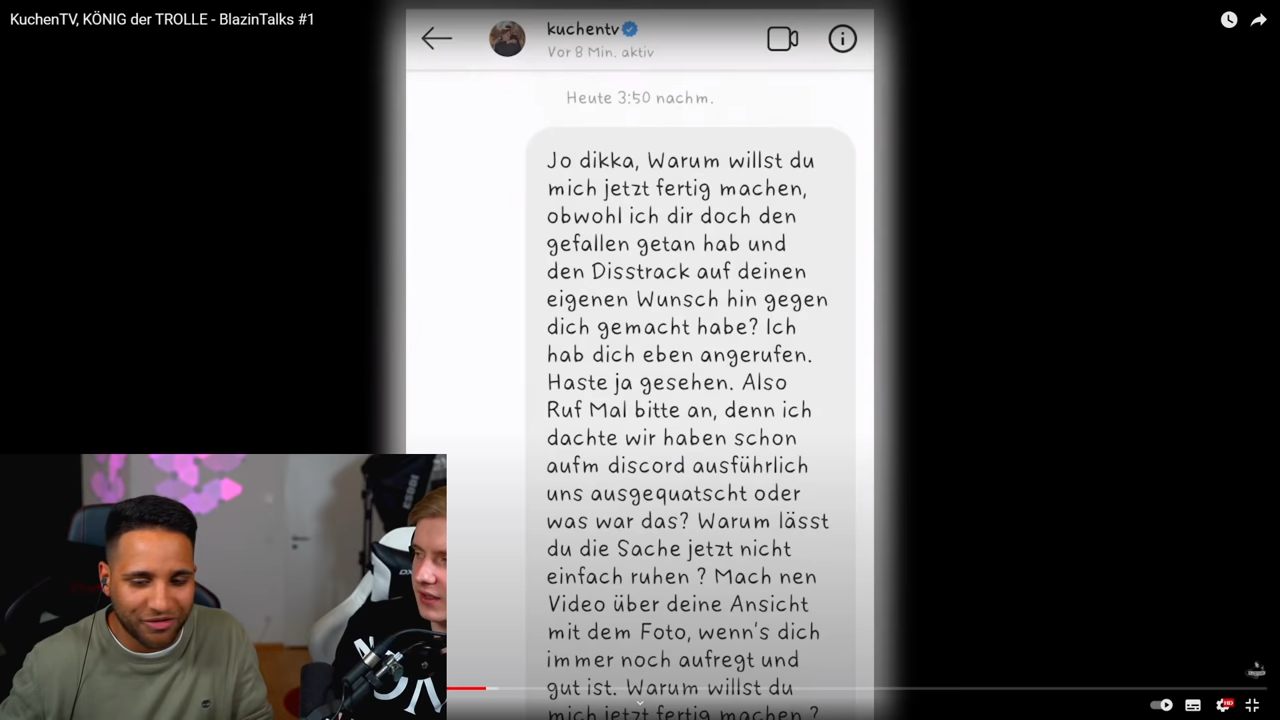 KuchenTV, KÖNIG der TROLLE - BlazinTalks #1
kuchentv
Vor 8 Min. aktiv
Heute 3:50 nachm.
Jo dikka, Warum willst du
mich jetzt fertig machen,
obwohl ich dir doch den
gefallen getan hab und
den Disstrack auf deinen
eigenen Wunsch hin gegen
dich gemacht habe? Ich
hab dich eben angerufen.
Haste ja gesehen. Also
Ruf Mal bitte an, denn ich
dachte wir haben schon
aufm discord ausführlich
uns ausgequatscht oder
was war das? Warum lässt
du die Sache jetzt nicht
einfach ruhen ? Mach nen
Video über deine Ansicht
mit dem Foto, wenn's dich
immer noch aufregt und
gut ist. Warum willst du
mich jetzt fertig machen ?
HD